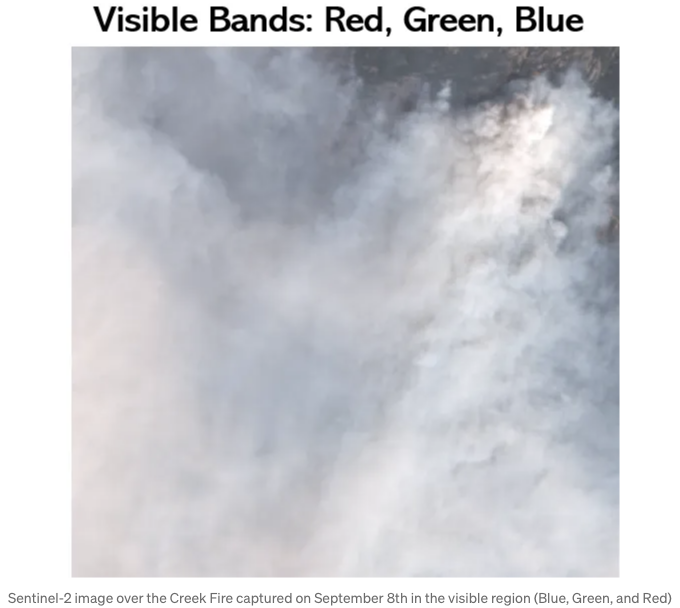 Visible Bands: Red, Green, Blue
Sentinel-2 image over the Creek Fire captured on September 8th in the visible region (Blue, Green, and Red)